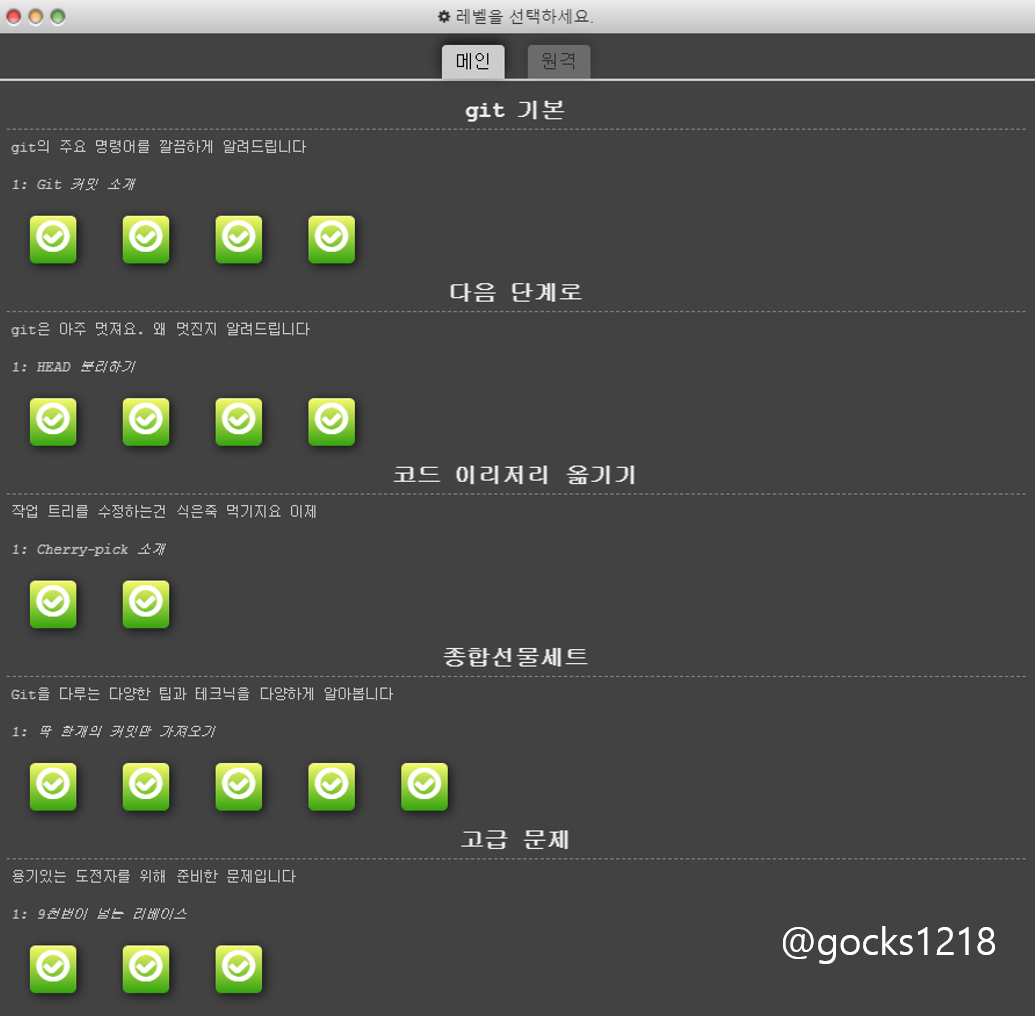 레벨을 선택하세요.
메인 원격
git 기본
git의 주요 명령어를 깔끔하게 알려드립니다
1: Git 커밋 소개
다음 단계로
git은 아주 멋져요. 왜 멋진지 알려드립니다
1: HEAD 분리하기
코드 이리저리 옮기기
작업 트리를 수정하는건 식은죽 먹기지요 이제
1: Cherry-pick 소개
종합선물세트
Git을 다루는 다양한 팁과 테크닉을 다양하게 알아봅니다
1: 딱 한개의 커밋만 가져오기
고급 문제
용기있는 도전자를 위해 준비한 문제입니다
1: 9천번이 넘는 리베이스
@gocks1218